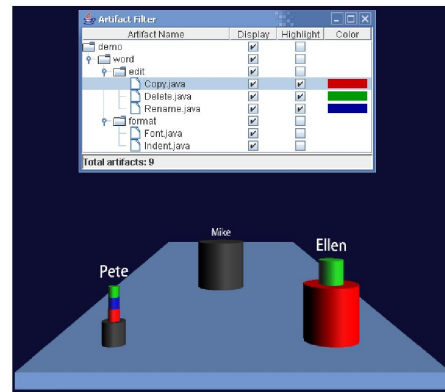 Artifact Filter
Artifact Name Display Highlight Color
demo
word
edit
Copy.java
Delete.java
Rename.java
format
Font.java
Indent.java
Total artifacts: 9
Mike
Ellen
Pete